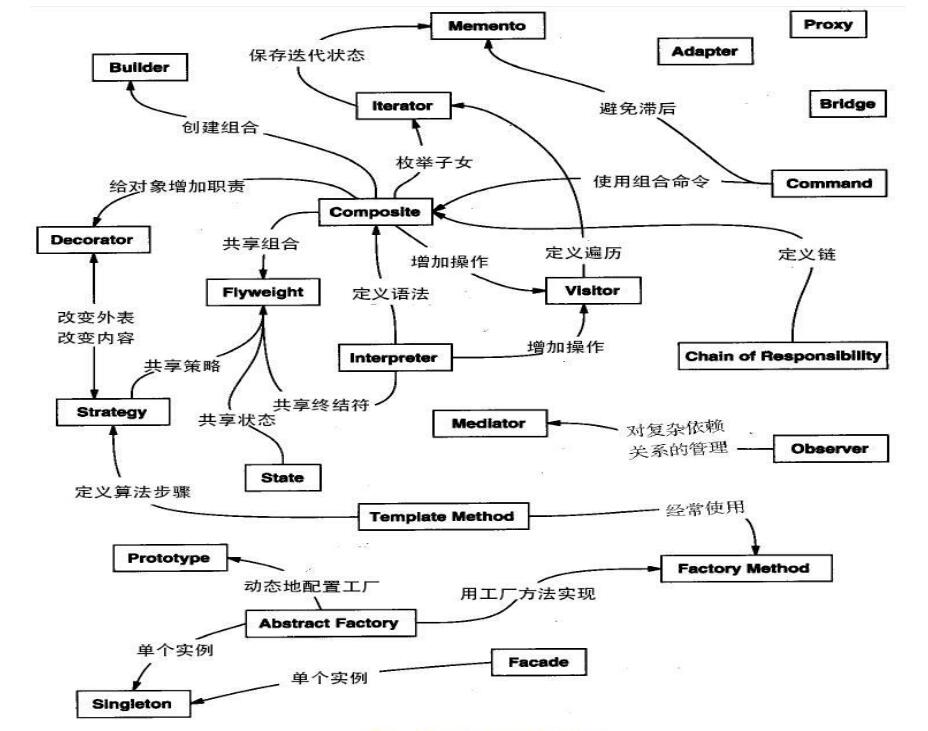 Memento
Proxy
Adapter
保存迭代状态
Builder
Iterator
Bridge
避免滞后
创建组合
枚举子女
给对象增加职责
使用组合命令
Command
Composite
Decorator
共享组合
增加操作
定义遍历
定义链
Flyweight
定义语法
Visitor
改变外表
改变内容
增加操作
Interpreter
Chain of Responsibility
共享策略
共享终结符
Strategy
共享状态
Mediator
对复杂依赖
关系的管理
Observer
State
定义算法步骤
Template Method
经常使用
Prototype
Factory Method
动态地配置工厂
用工厂方法实现
Abstract Factory
单个实例
Facade
单个实例
Singleton